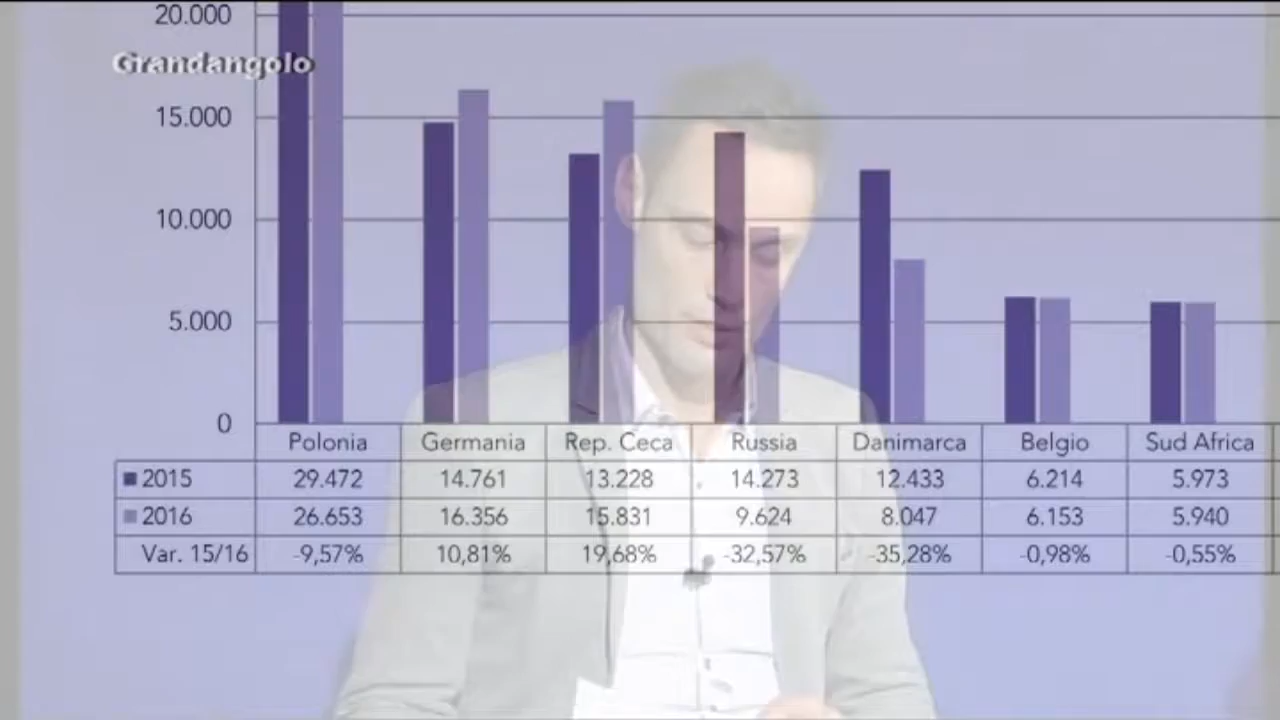 20.000
Grandangolo
15.000
10.000
5.000
0
Polonia Germania Rep. Ceca Russia Danimarca Belgio Sud Africa
2015 29.472 14.761 13.228 14.273 12.433 6.214 5.973
2016 26.653 16.356 15.831 9.624 8.047 6.153 5.940
Var. 15/16 -9,57% 10,81% 19,68% -32,57% -35,28% -0,98% -0,55%